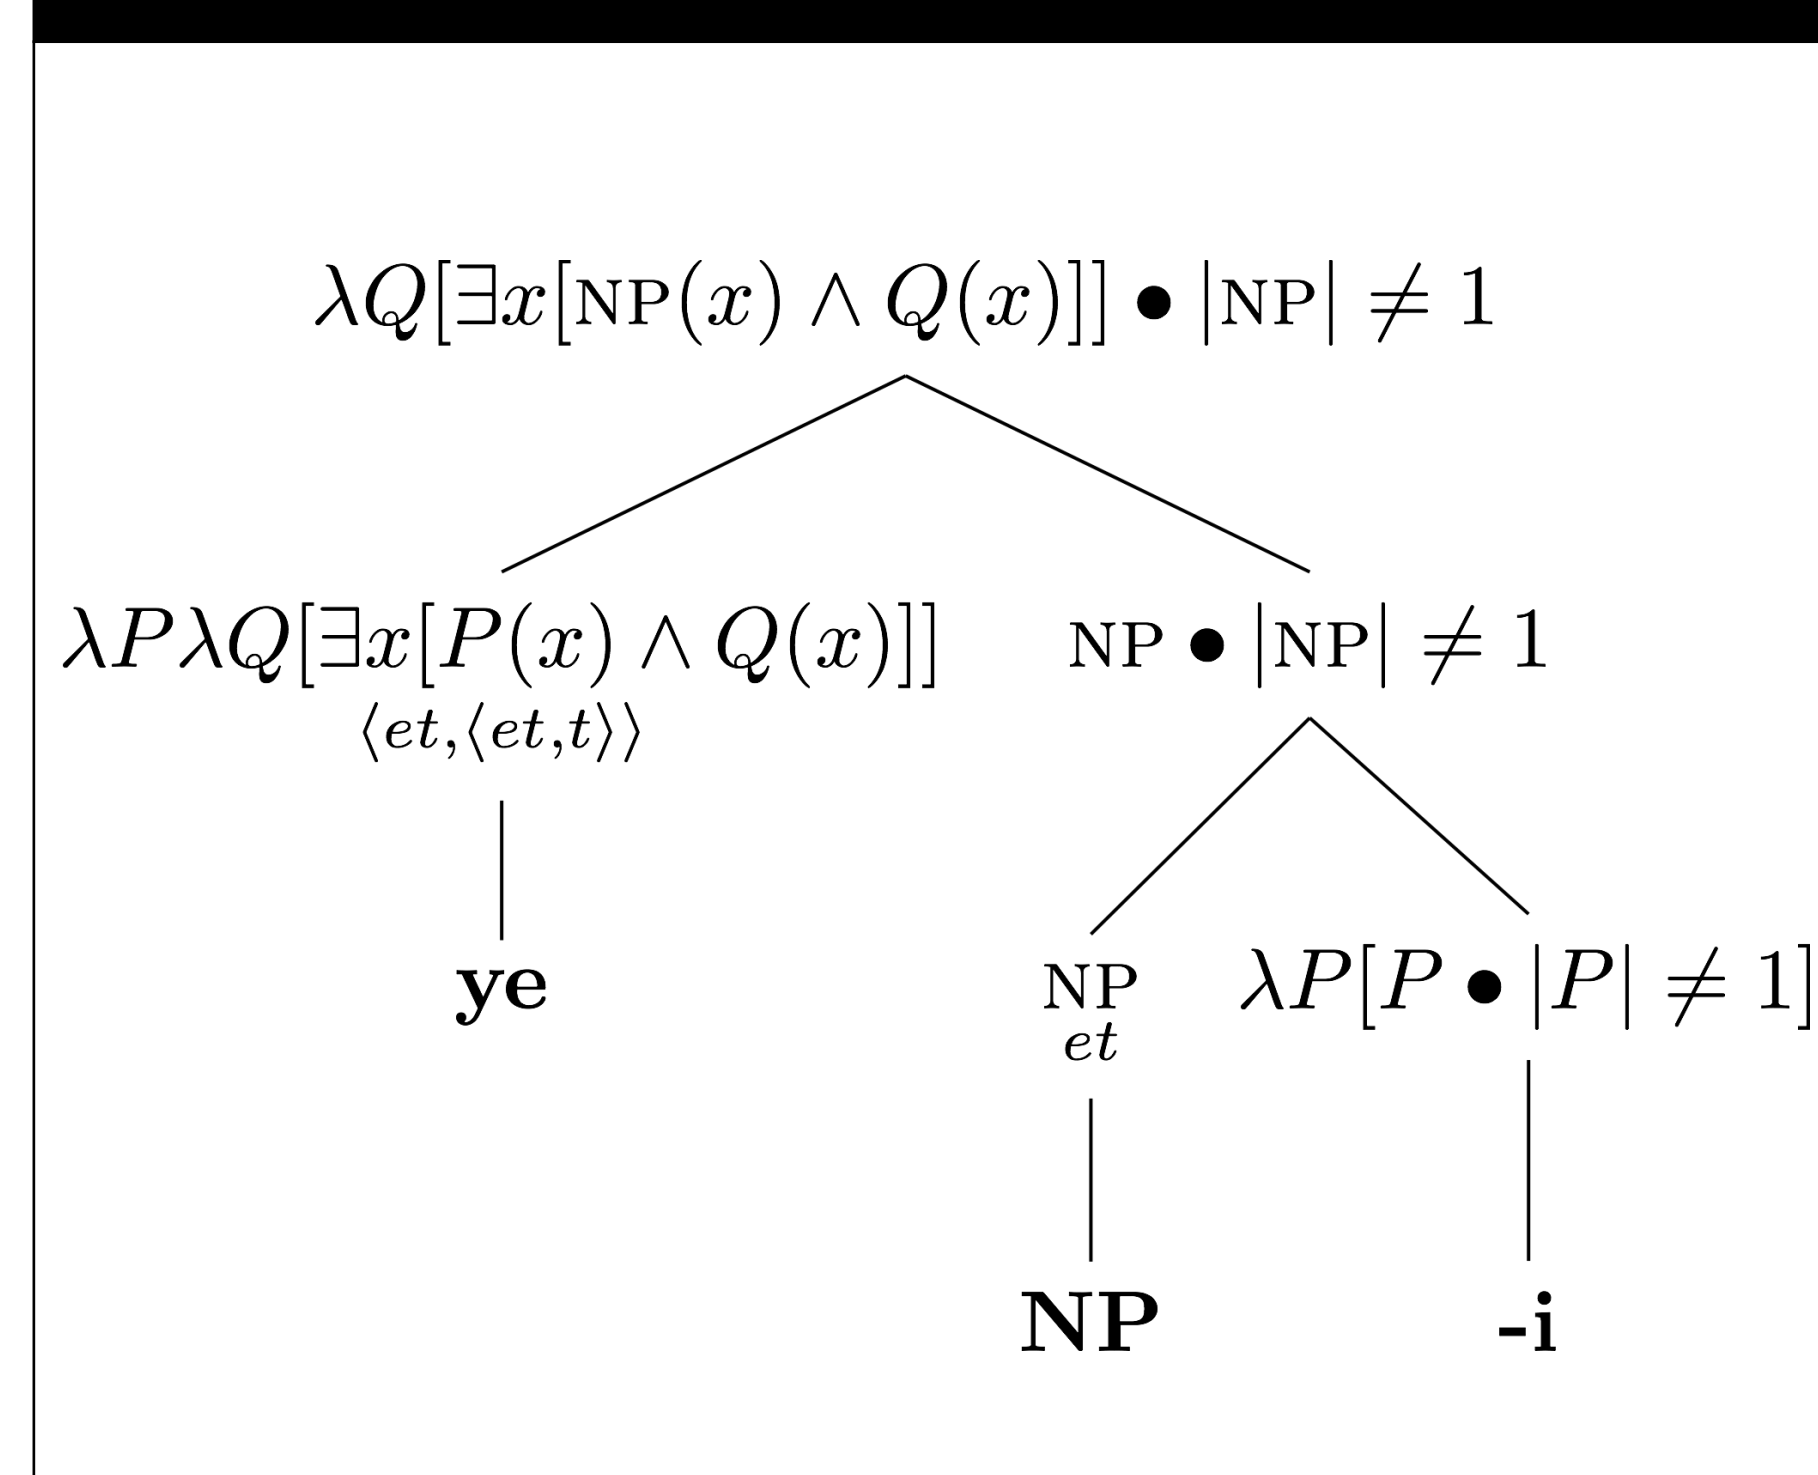 λQ[∃x[NP(x) ∧ Q(x)]] • |NP| ≠ 1
λPλQ[∃x[P(x) ∧ Q(x)]] NP • |NP| ≠ 1
⟨et,⟨et,t⟩⟩
ye NP λP[P • |P| ≠ 1]
et
NP -i